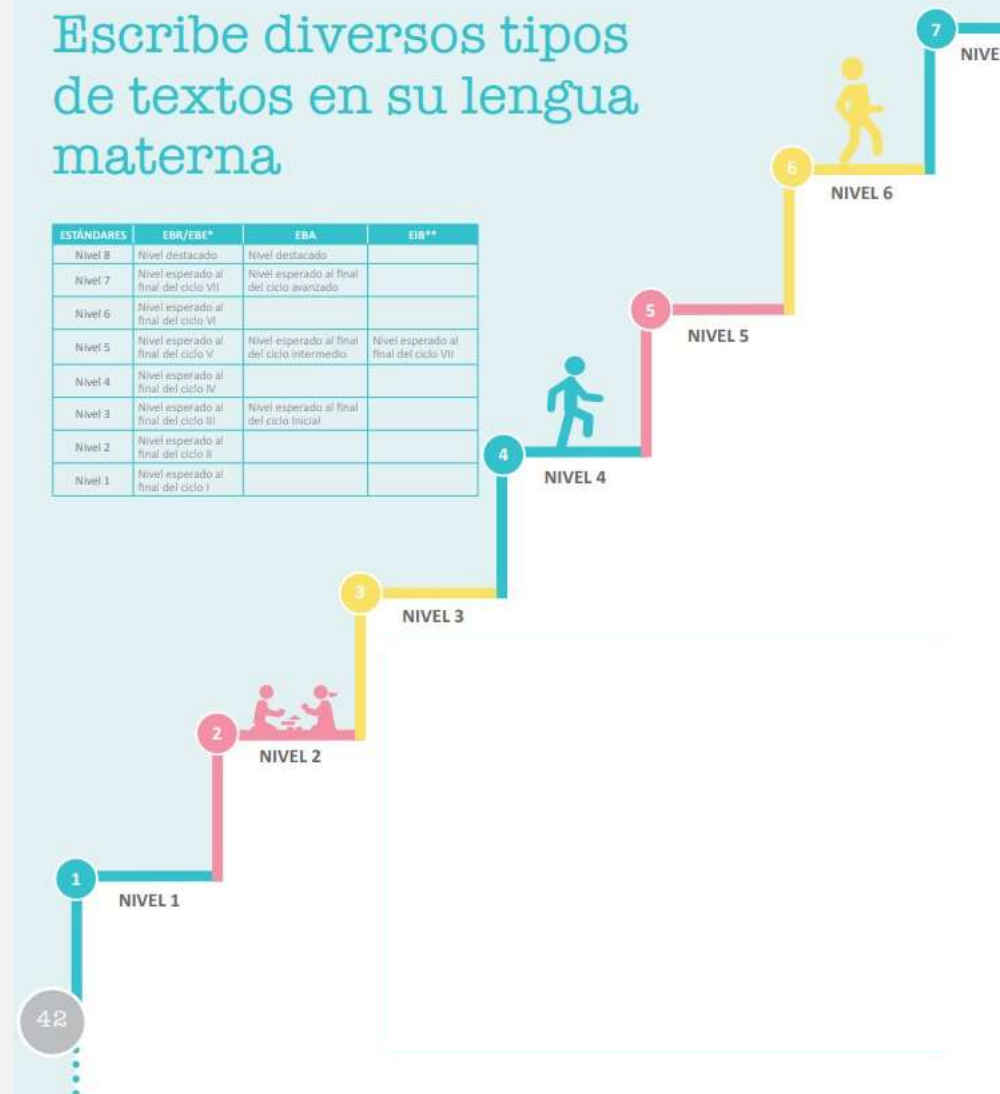 Escribe diversos tipos
de textos en su lengua
materna
ESTÁNDARES EBR/EBE* EBA EIB**
Nivel 8 Nivel destacado Nivel destacado
Nivel 7 Nivel esperado al final del ciclo VII Nivel esperado al final del ciclo avanzado
Nivel 6 Nivel esperado al final del ciclo VI
Nivel 5 Nivel esperado al final del ciclo V Nivel esperado al final del ciclo intermedio Nivel esperado al final del ciclo VII
Nivel 4 Nivel esperado al final del ciclo IV
Nivel 3 Nivel esperado al final del ciclo III Nivel esperado al final del ciclo Inicial
Nivel 2 Nivel esperado al final del ciclo II
Nivel 1 Nivel esperado al final del ciclo I
7
NIVE
6
NIVEL 6
5
NIVEL 5
4
NIVEL 4
3
NIVEL 3
2
NIVEL 2
1
NIVEL 1
42